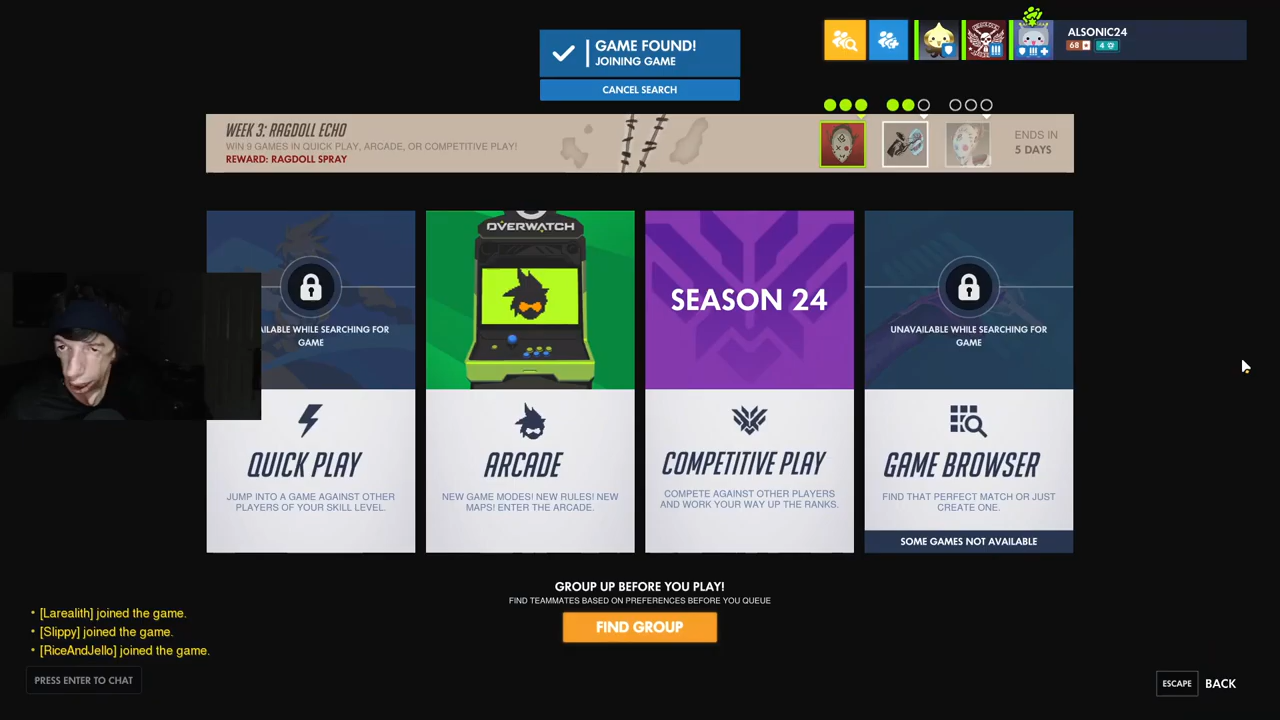 GAME FOUND!
JOINING GAME
CANCEL SEARCH
ALSONIC24
68
4
WEEK 3: RAGDOLL ECHO
WIN 9 GAMES IN QUICK PLAY, ARCADE, OR COMPETITIVE PLAY!
REWARD: RAGDOLL SPRAY
ENDS IN
5 DAYS
OVERWATCH
SEASON 24
AILABLE WHILE SEARCHING FOR
GAME
UNAVAILABLE WHILE SEARCHING FOR
GAME
QUICK PLAY
JUMP INTO A GAME AGAINST OTHER
PLAYERS OF YOUR SKILL LEVEL.
ARCADE
NEW GAME MODES! NEW RULES! NEW
MAPS! ENTER THE ARCADE.
COMPETITIVE PLAY
COMPETE AGAINST OTHER PLAYERS
AND WORK YOUR WAY UP THE RANKS.
GAME BROWSER
FIND THAT PERFECT MATCH OR JUST
CREATE ONE.
SOME GAMES NOT AVAILABLE
GROUP UP BEFORE YOU PLAY!
FIND TEAMMATES BASED ON PREFERENCES BEFORE YOU QUEUE
FIND GROUP
• [Larealith] joined the game.
• [Slippy] joined the game.
• [RiceAndJello] joined the game.
PRESS ENTER TO CHAT
ESCAPE BACK